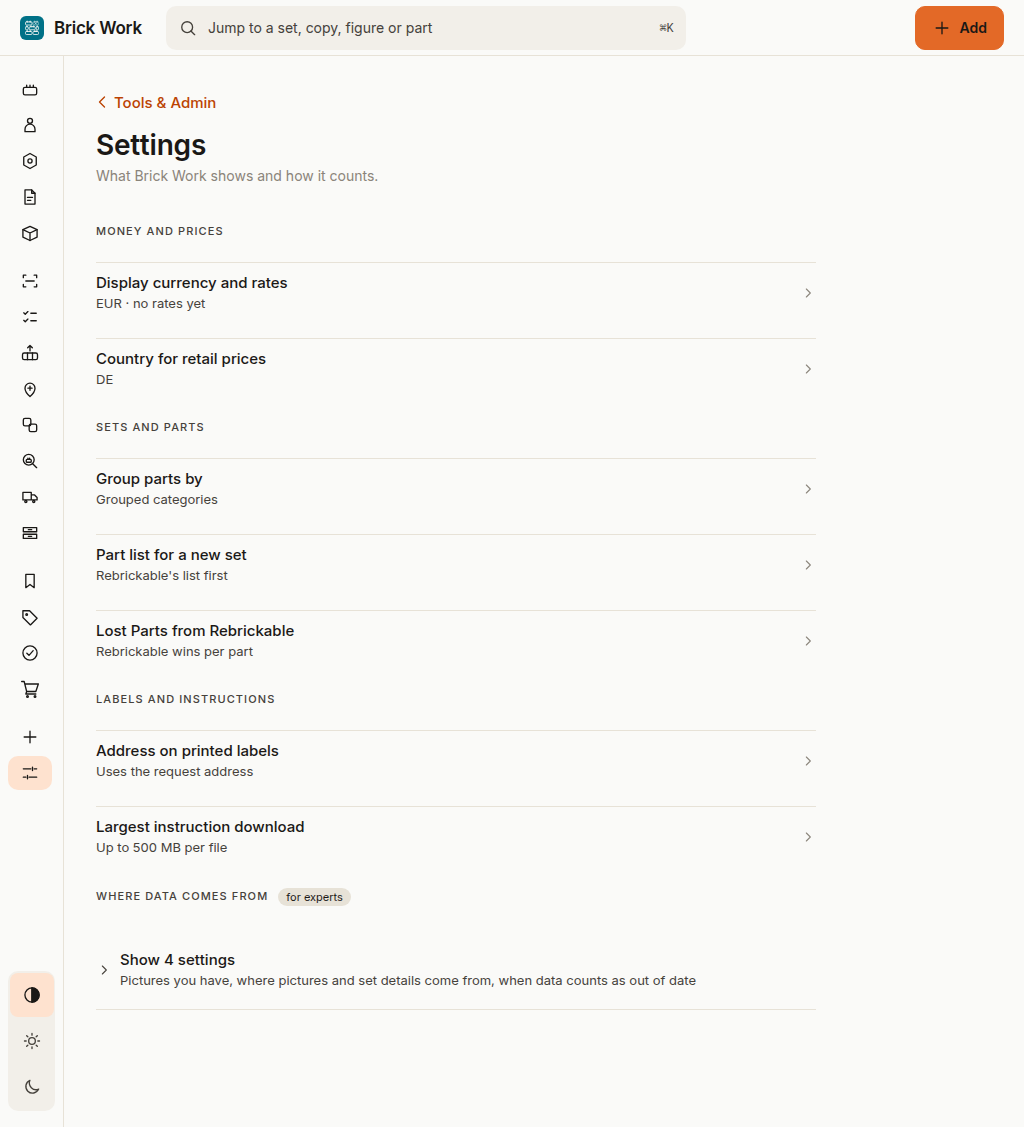 Brick Work
Jump to a set, copy, figure or part
⌘K
Add
Tools & Admin
Settings
What Brick Work shows and how it counts.
MONEY AND PRICES
Display currency and rates
EUR · no rates yet
Country for retail prices
DE
SETS AND PARTS
Group parts by
Grouped categories
Part list for a new set
Rebrickable's list first
Lost Parts from Rebrickable
Rebrickable wins per part
LABELS AND INSTRUCTIONS
Address on printed labels
Uses the request address
Largest instruction download
Up to 500 MB per file
WHERE DATA COMES FROM for experts
Show 4 settings
Pictures you have, where pictures and set details come from, when data counts as out of date